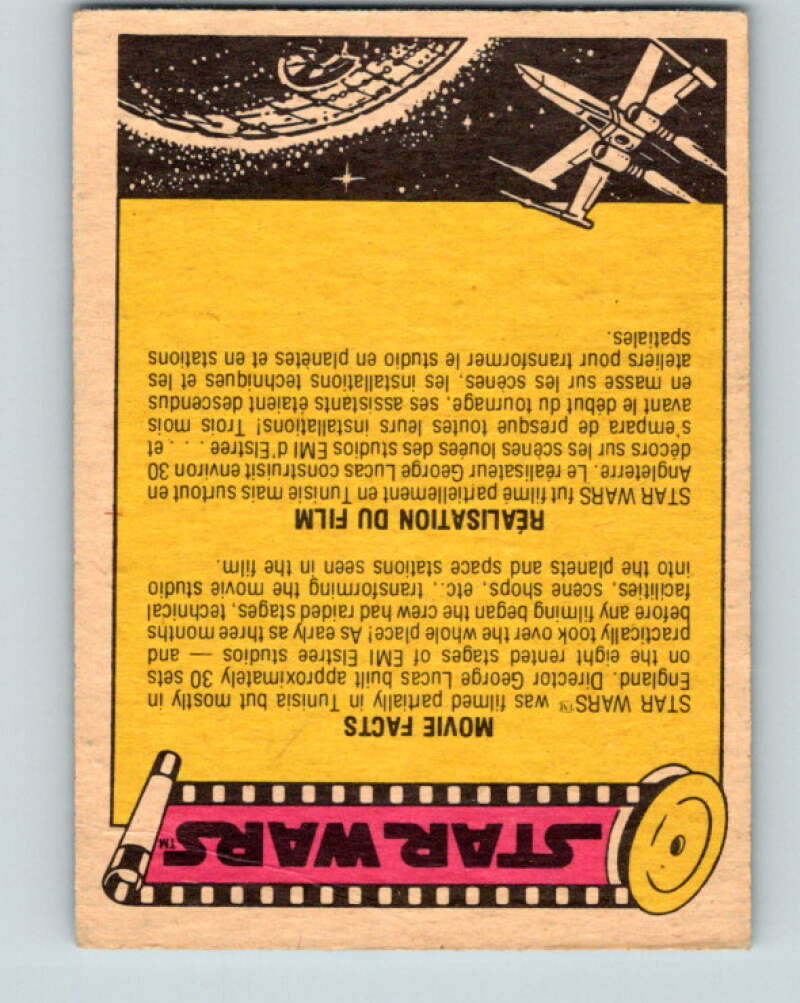 STAR WARS™
MOVIE FACTS
STAR WARS™ was filmed partially in Tunisia but mostly in
England. Director George Lucas built approximately 30 sets
on the eight rented stages of EMI Elstree studios — and
practically took over the whole place! As early as three months
before any filming began the crew had raided stages, technical
facilities, scene shops, etc., transforming the movie studio
into the planets and space stations seen in the film.
RÉALISATION DU FILM
STAR WARS fut filmé partiellement en Tunisie mais surtout en
Angleterre. Le réalisateur George Lucas construisit environ 30
décors sur les scènes louées des studios EMI d'Elstree . . . et
s'empara de presque toutes leurs installations! Trois mois
avant le début du tournage, ses assistants étaient descendus
en masse sur les scènes, les installations techniques et les
ateliers pour transformer le studio en planètes et en stations
spatiales.